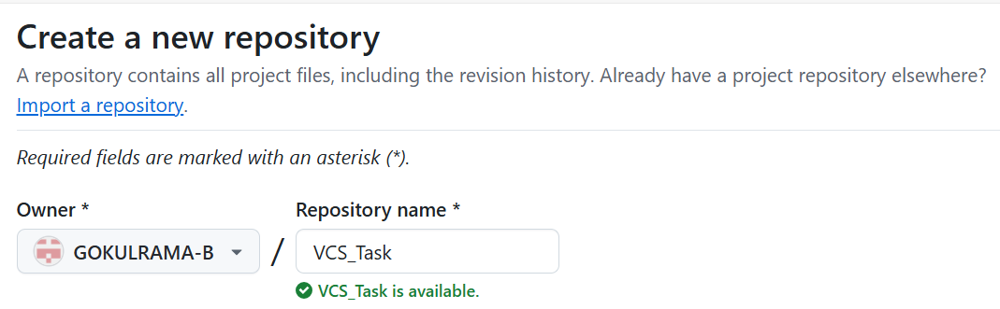 Create a new repository
A repository contains all project files, including the revision history. Already have a project repository elsewhere?
Import a repository.
Required fields are marked with an asterisk (*).
Owner * Repository name *
GOKULRAMA-B / VCS_Task
VCS_Task is available.